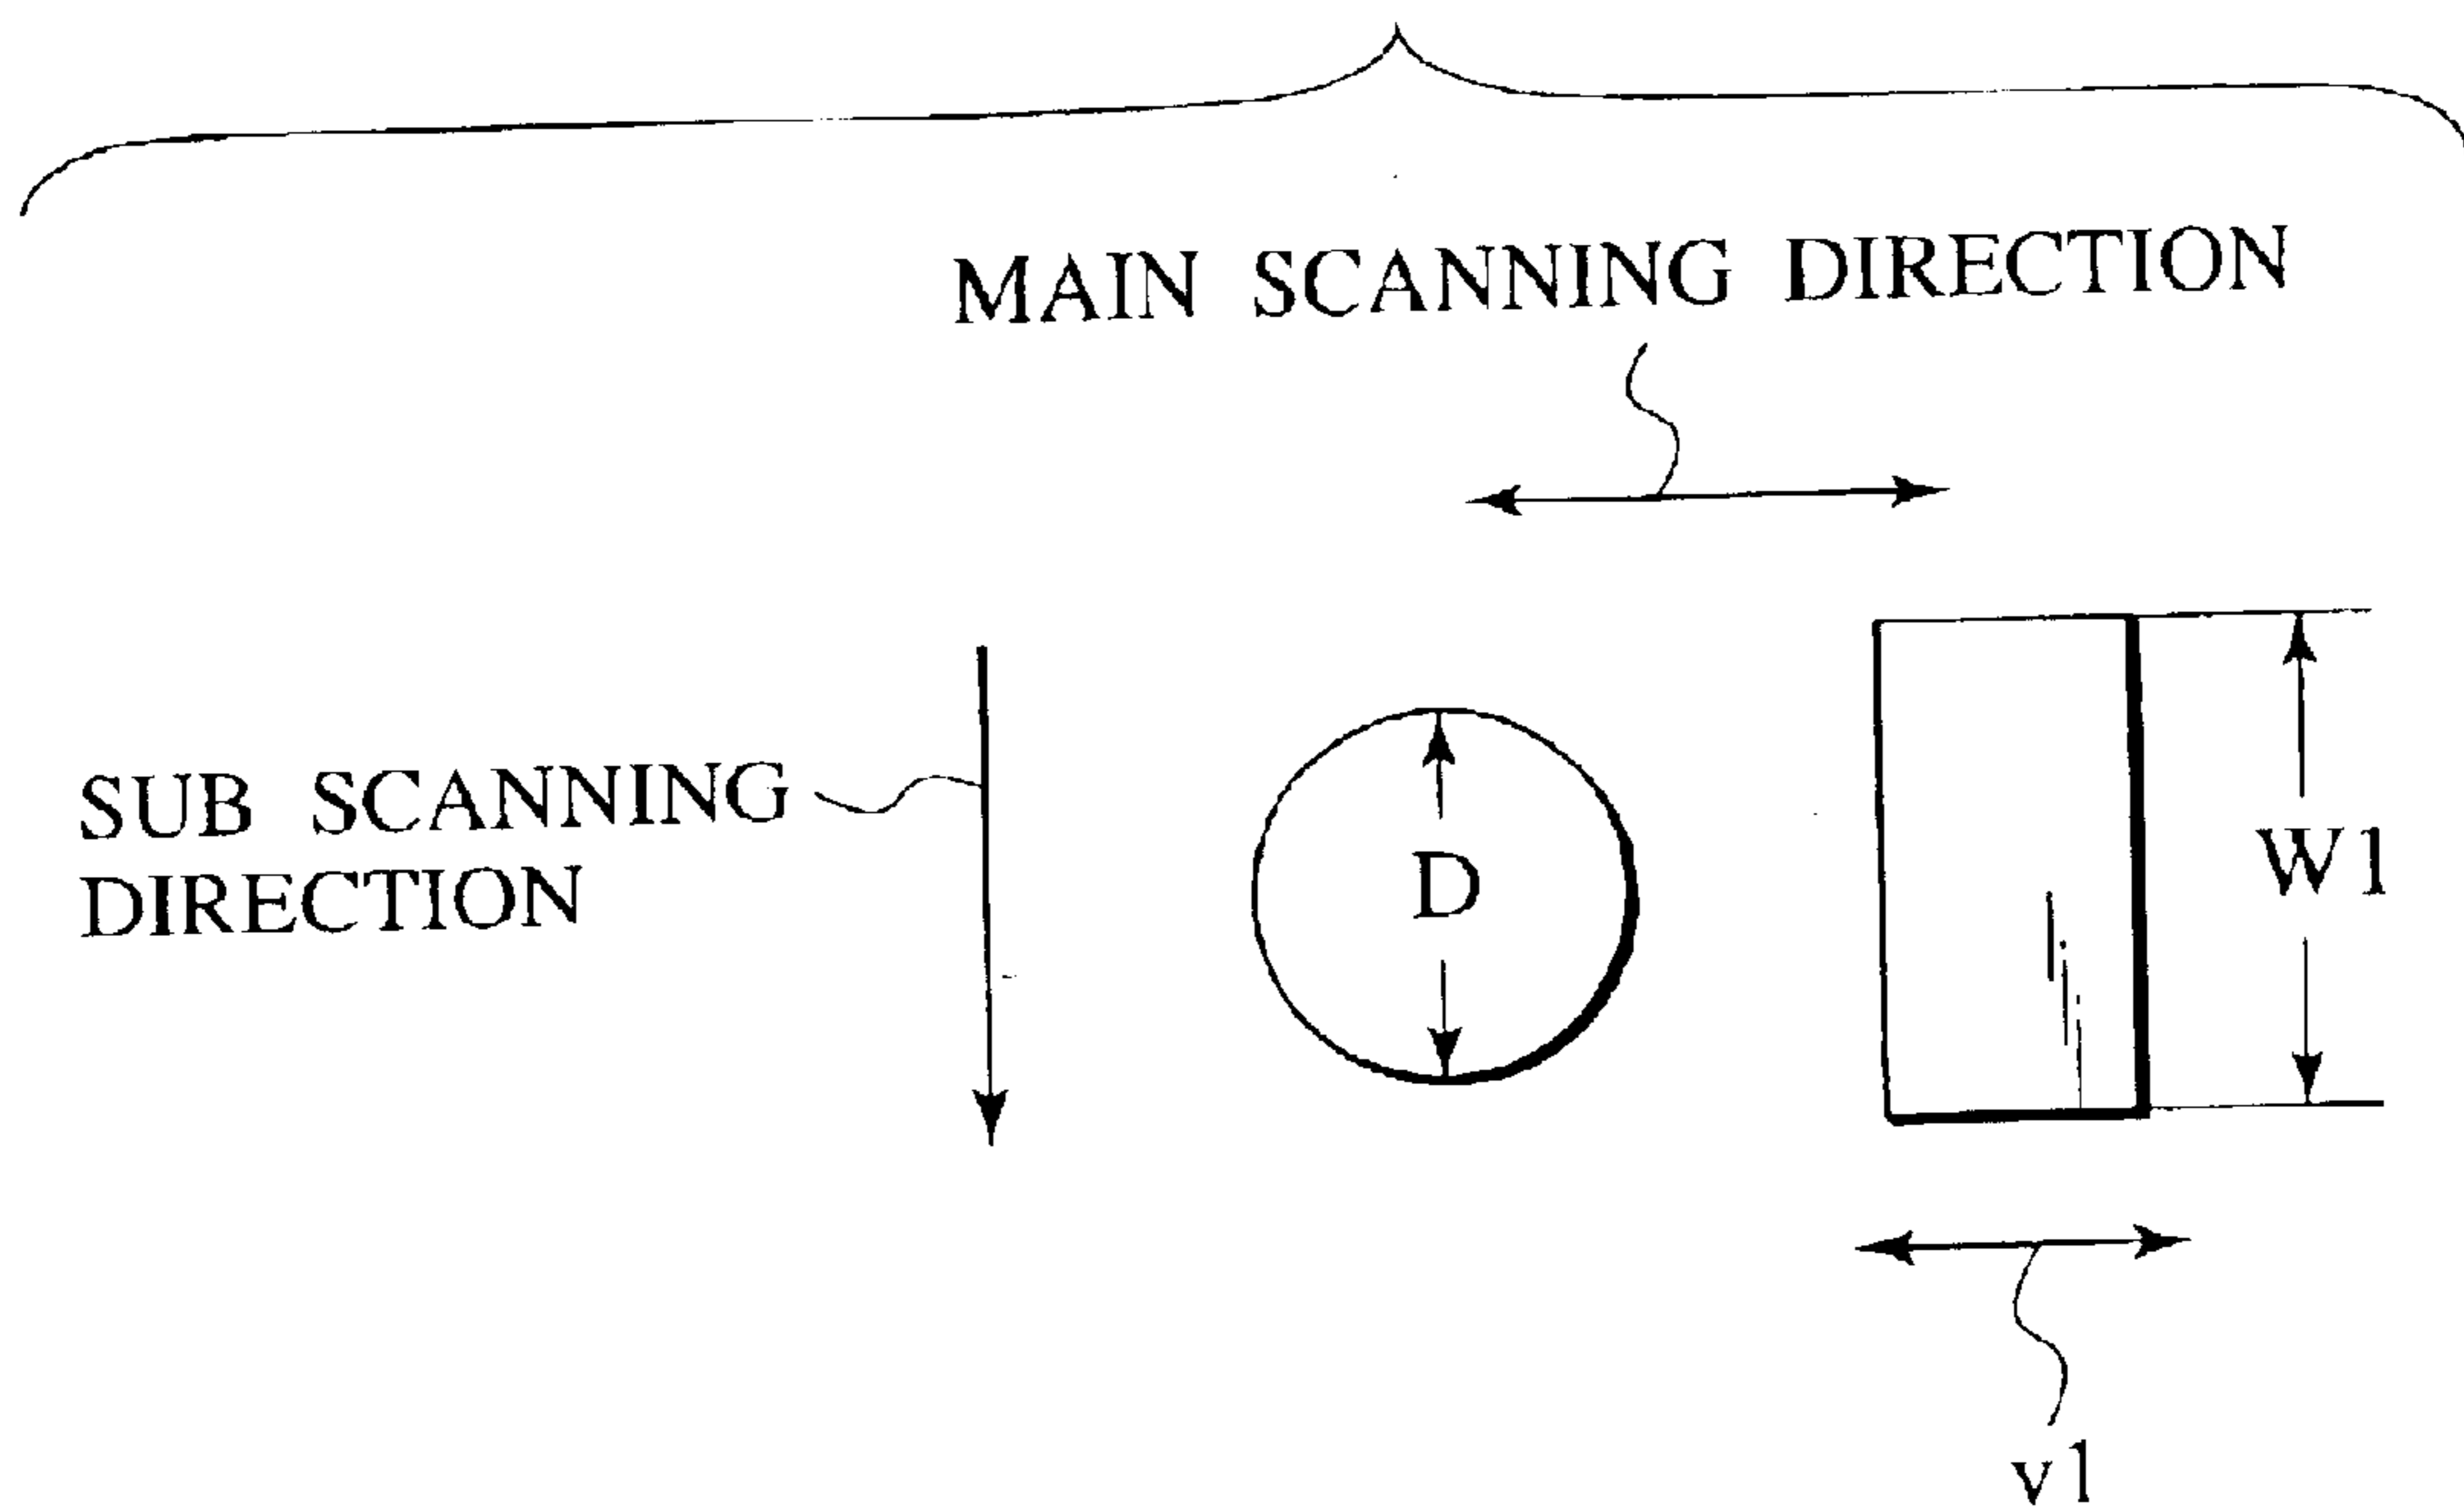 MAIN SCANNING DIRECTION
SUB SCANNING
DIRECTION
D
W1
v1